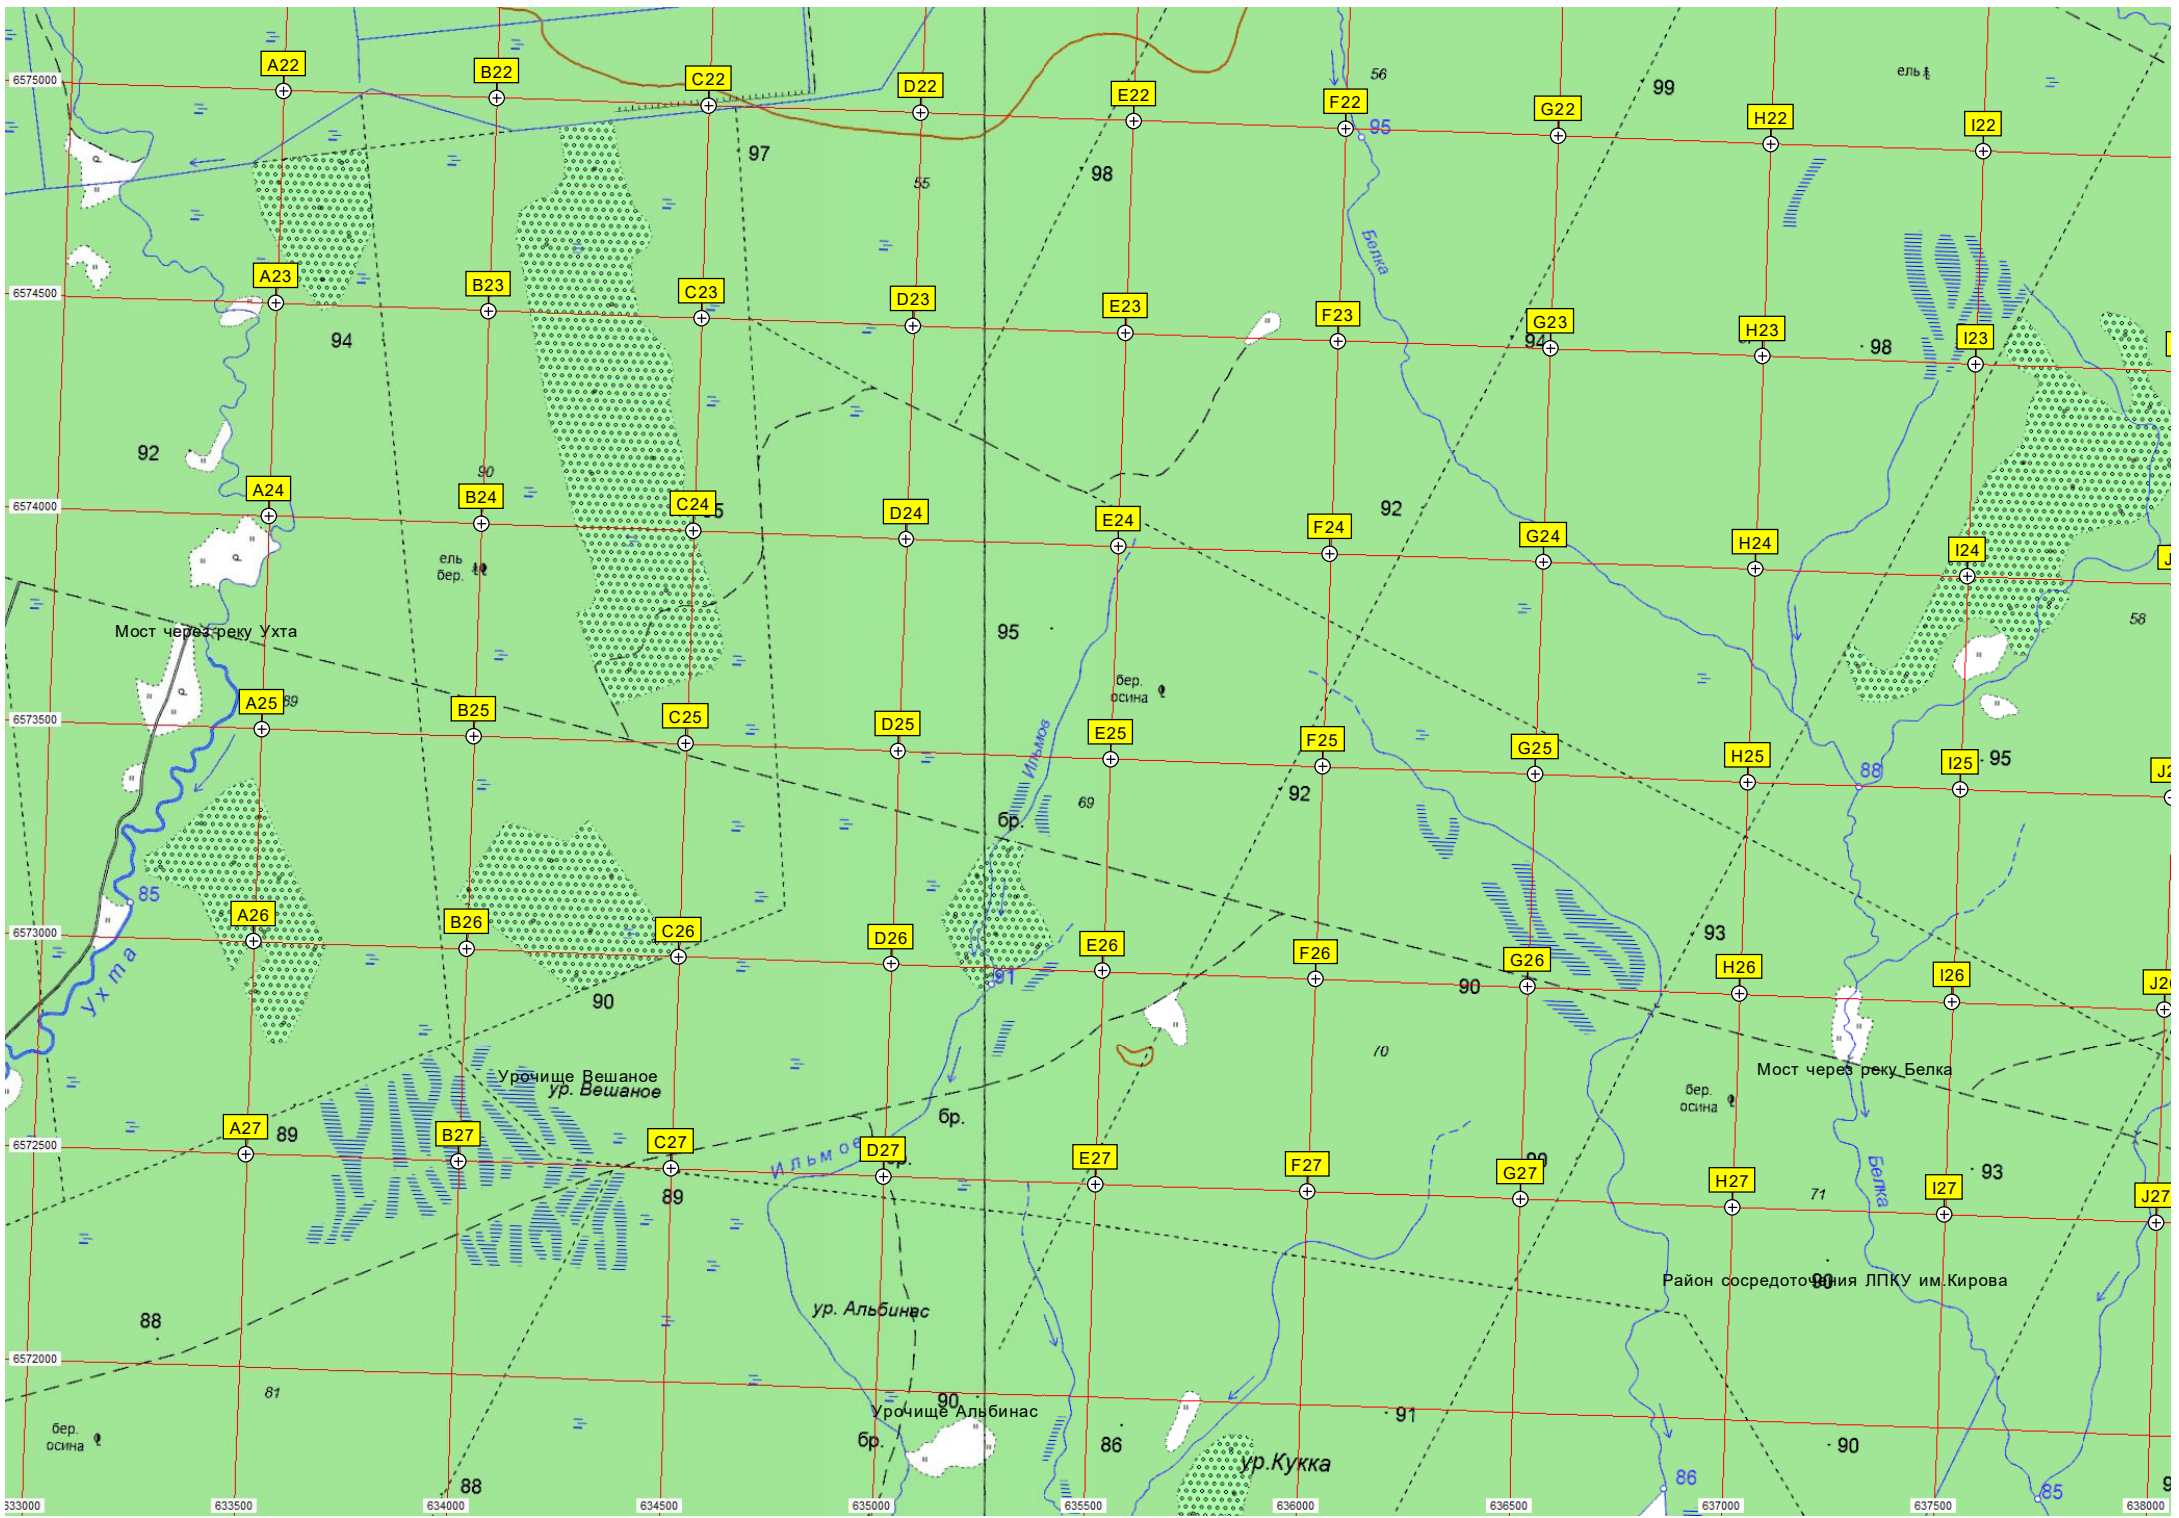 A22
B22
C22
D22
E22
F22
G22
H22
I22
6575000
56
99
ель
95
97
98
55
Белка
A23
B23
C23
D23
E23
F23
G23
H23
I23
6574500
94
94
98
92
90
A24
B24
C24
D24
E24
F24
G24
H24
I24
6574000
92
ель
бер.
58
Мост через реку Ухта
95
бер.
осина
A25
89
B25
C25
D25
E25
F25
G25
H25
I25
6573500
Ильмов
95
88
69
92
бр.
85
A26
B26
C26
D26
E26
F26
G26
H26
I26
6573000
93
Ухта
90
91
90
70
Урочище Вешаное
ур. Вешаное
Мост через реку Белка
бер.
осина
бр.
A27
89
B27
C27
D27
E27
F27
G27
H27
I27
J27
6572500
Ильмов
89
71
93
Белка
90
Район сосредоточения ЛПКУ им.Кирова
ур. Альбинас
88
6572000
81
90
Урочище Альбинас
91
бер.
осина
бр.
86
90
ур.Кукка
88
86
85
633000
633500
634000
634500
635000
635500
636000
636500
637000
637500
638000